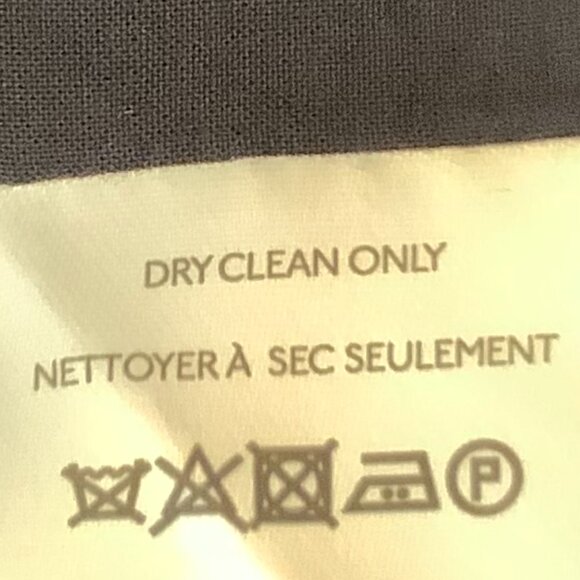 DRY CLEAN ONLY
NETTOYER À SEC SEULEMENT
P